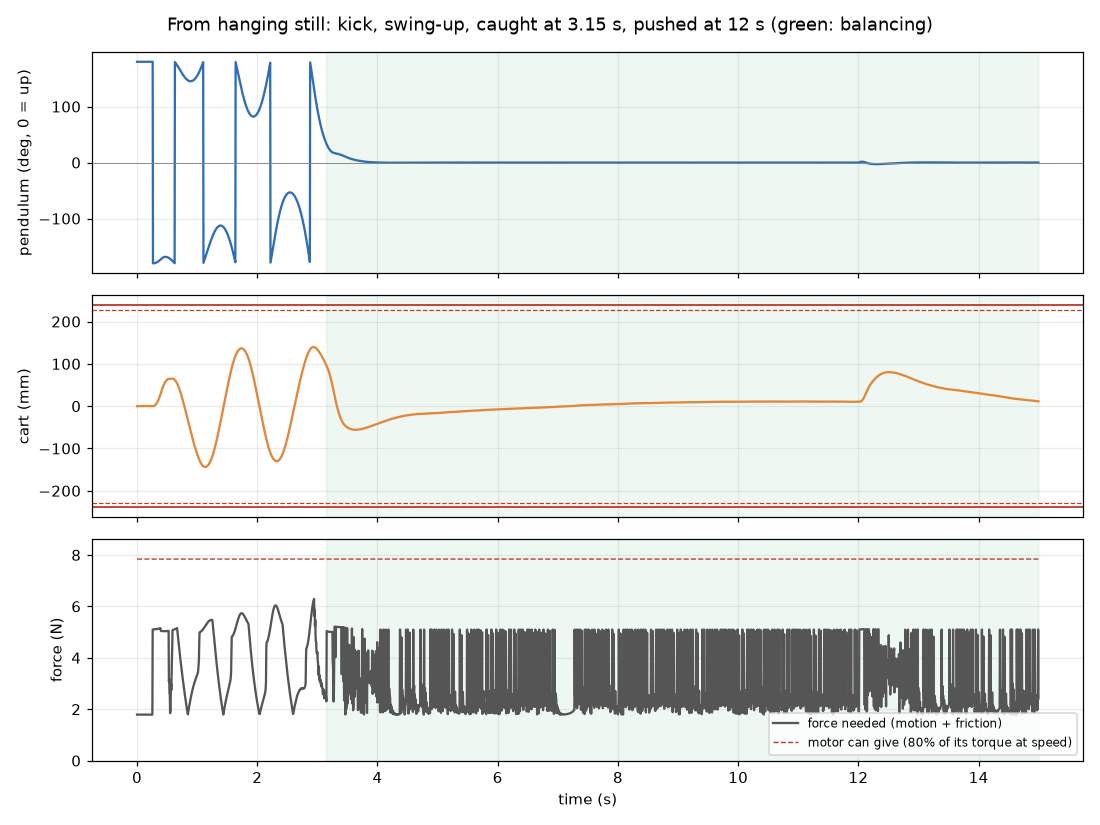 From hanging still: kick, swing-up, caught at 3.15 s, pushed at 12 s (green: balancing)
pendulum (deg, 0 = up)
100
0
−100
cart (mm)
200
100
0
−100
−200
force (N)
8
6
4
2
0
force needed (motion + friction)
motor can give (80% of its torque at speed)
0 2 4 6 8 10 12 14
time (s)